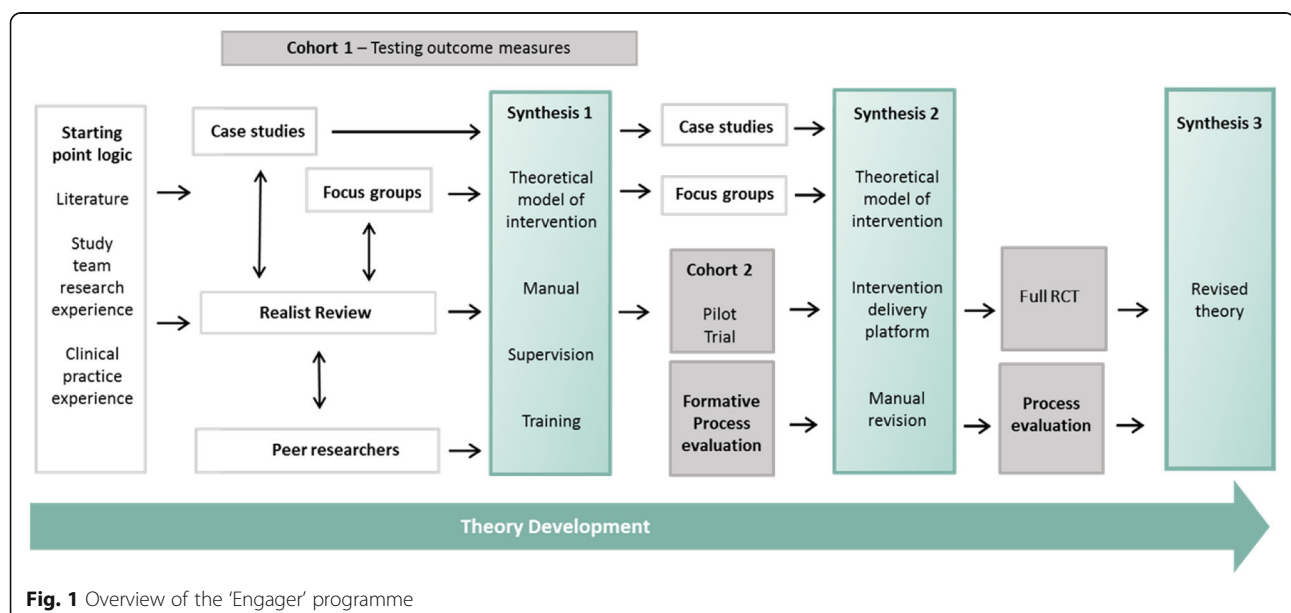 Cohort 1 – Testing outcome measures
Starting
point logic
Literature
Study
team
research
experience
Clinical
practice
experience
Case studies
Focus groups
Realist Review
Peer researchers
Synthesis 1
Theoretical
model of
intervention
Manual
Supervision
Training
Case studies
Focus groups
Cohort 2
Pilot
Trial
Formative
Process
evaluation
Synthesis 2
Theoretical
model of
intervention
Intervention
delivery
platform
Manual
revision
Full RCT
Process
evaluation
Synthesis 3
Revised
theory
Theory Development
Fig. 1 Overview of the ‘Engager’ programme